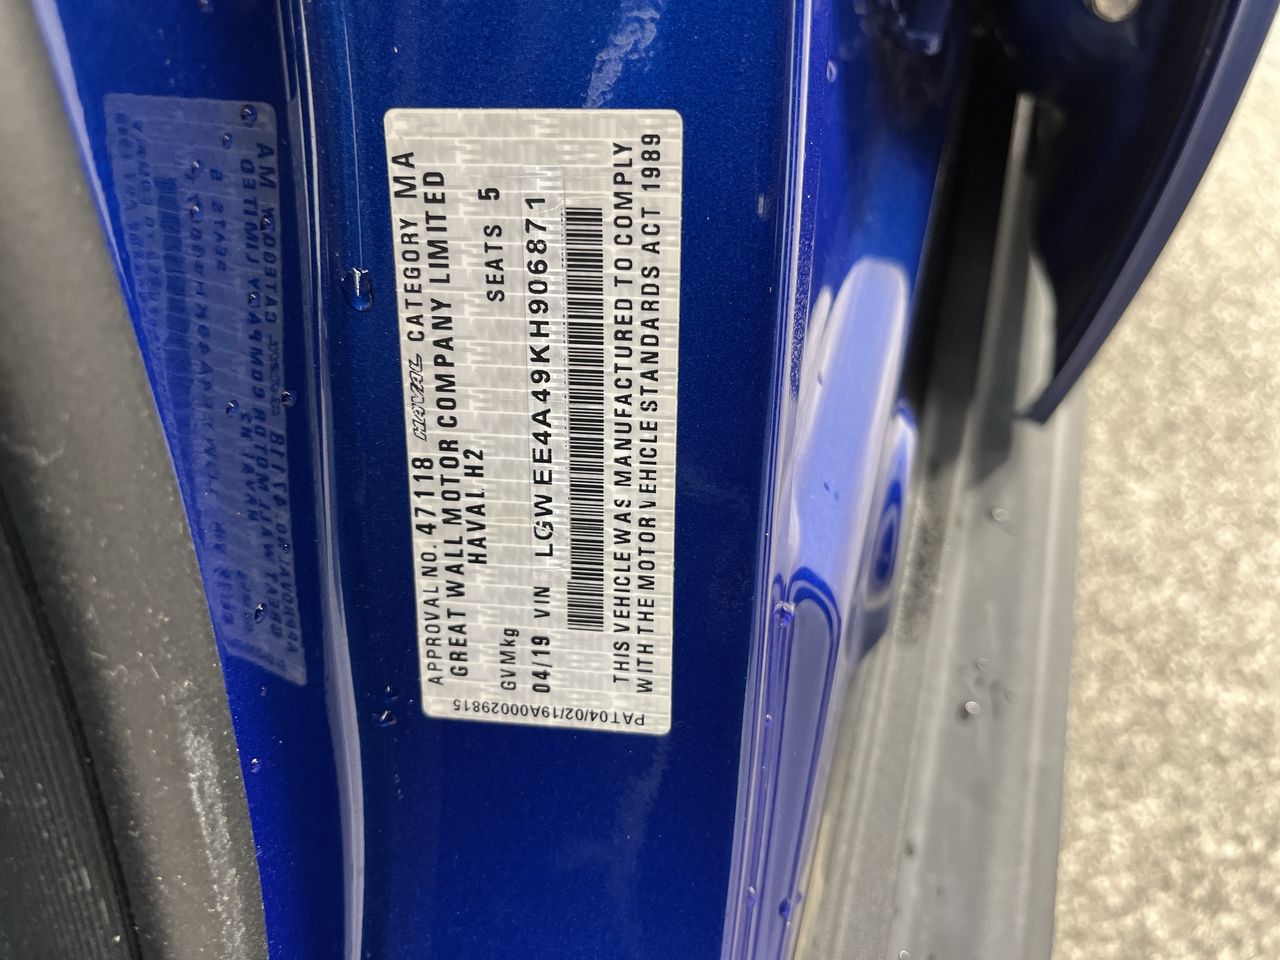 APPROVAL NO. 47118 HAVAL CATEGORY MA
GREAT WALL MOTOR COMPANY LIMITED
HAVAL H2
GVMkg SEATS 5
04/19 VIN LGWEE4A49KH906871
THIS VEHICLE WAS MANUFACTURED TO COMPLY
WITH THE MOTOR VEHICLE STANDARDS ACT 1989
PAT04/02/19A00029815